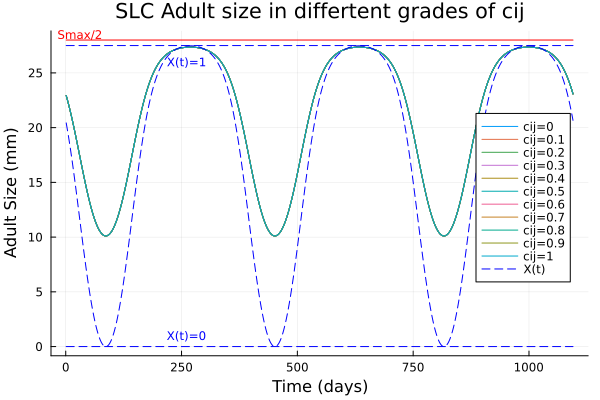 SLC Adult size in differtent grades of cij
Smax/2
X(t)=1
X(t)=0
25
20
15
10
5
0
Adult Size (mm)
0
250
500
750
1000
Time (days)
cij=0
cij=0.1
cij=0.2
cij=0.3
cij=0.4
cij=0.5
cij=0.6
cij=0.7
cij=0.8
cij=0.9
cij=1
X(t)